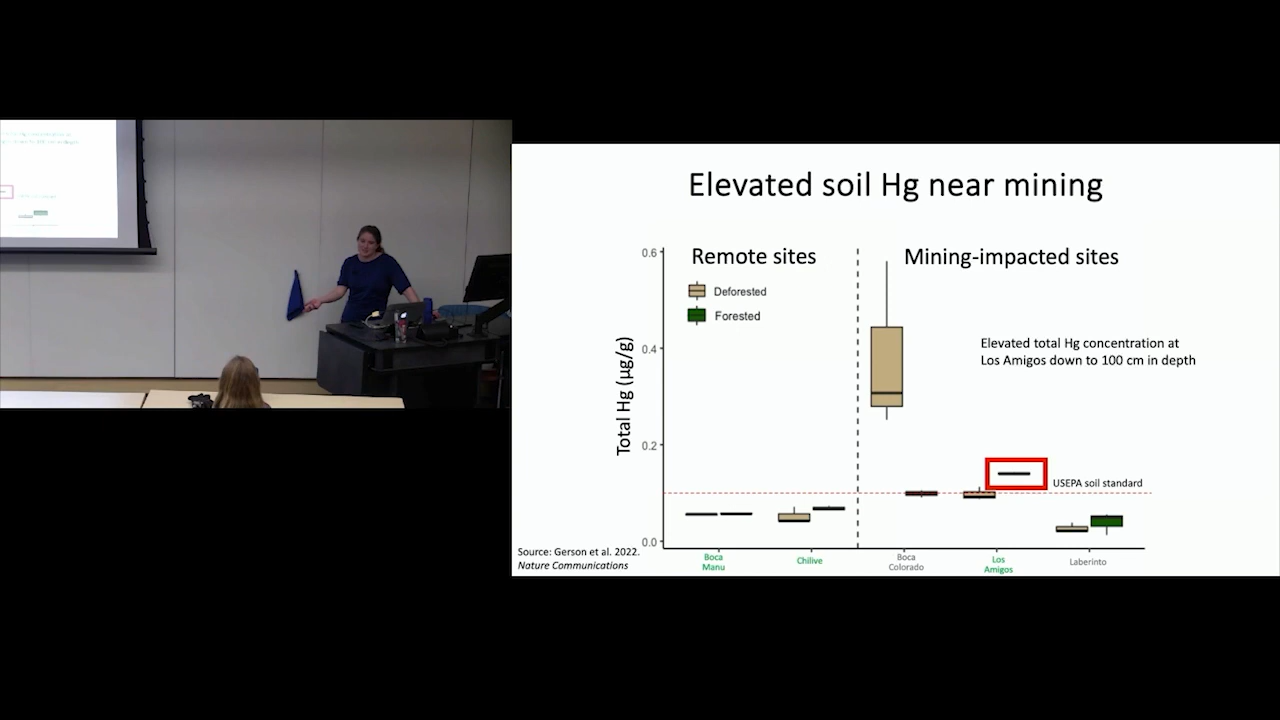 Elevated soil Hg near mining
Remote sites
Mining-impacted sites
Deforested
Forested
Elevated total Hg concentration at
Los Amigos down to 100 cm in depth
Total Hg (µg/g)
0.6
0.4
0.2
0.0
USEPA soil standard
Boca
Manu
Chilive
Boca
Colorado
Los
Amigos
Laberinto
Source: Gerson et al. 2022.
Nature Communications